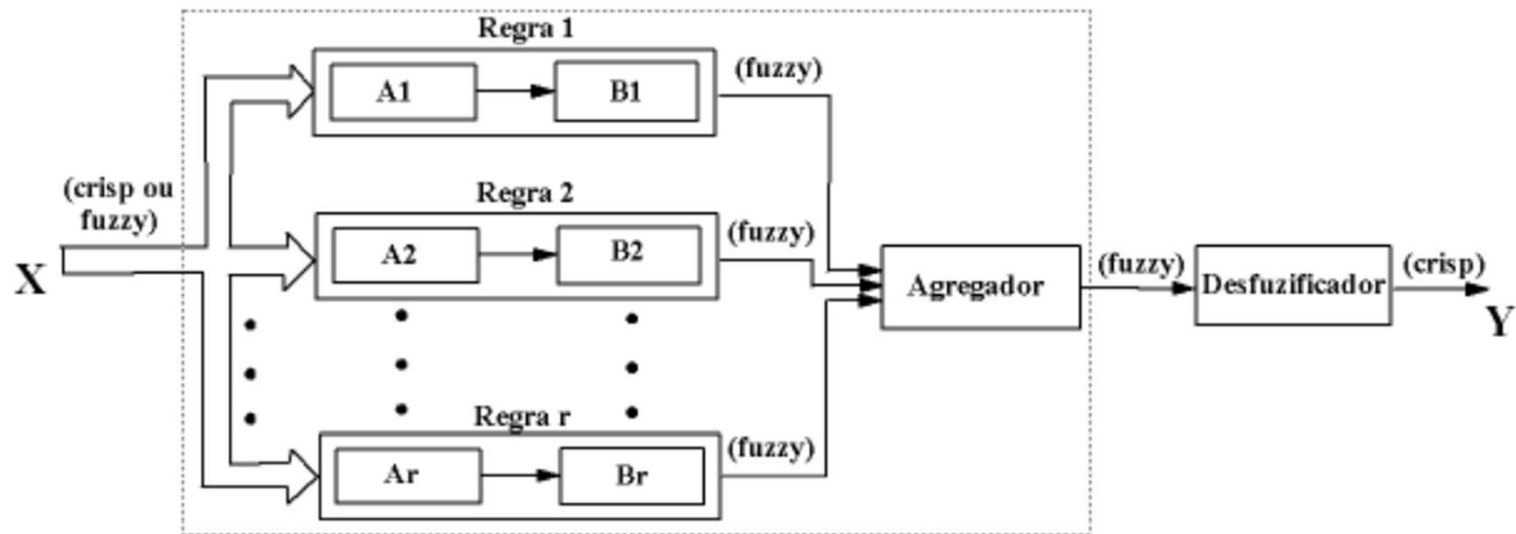 Regra 1
A1
B1
(fuzzy)
(crisp ou
fuzzy)
X
Regra 2
A2
B2
(fuzzy)
Agregador
(fuzzy)
Desfuzificador
(crisp)
Y
Regra r
Ar
Br
(fuzzy)